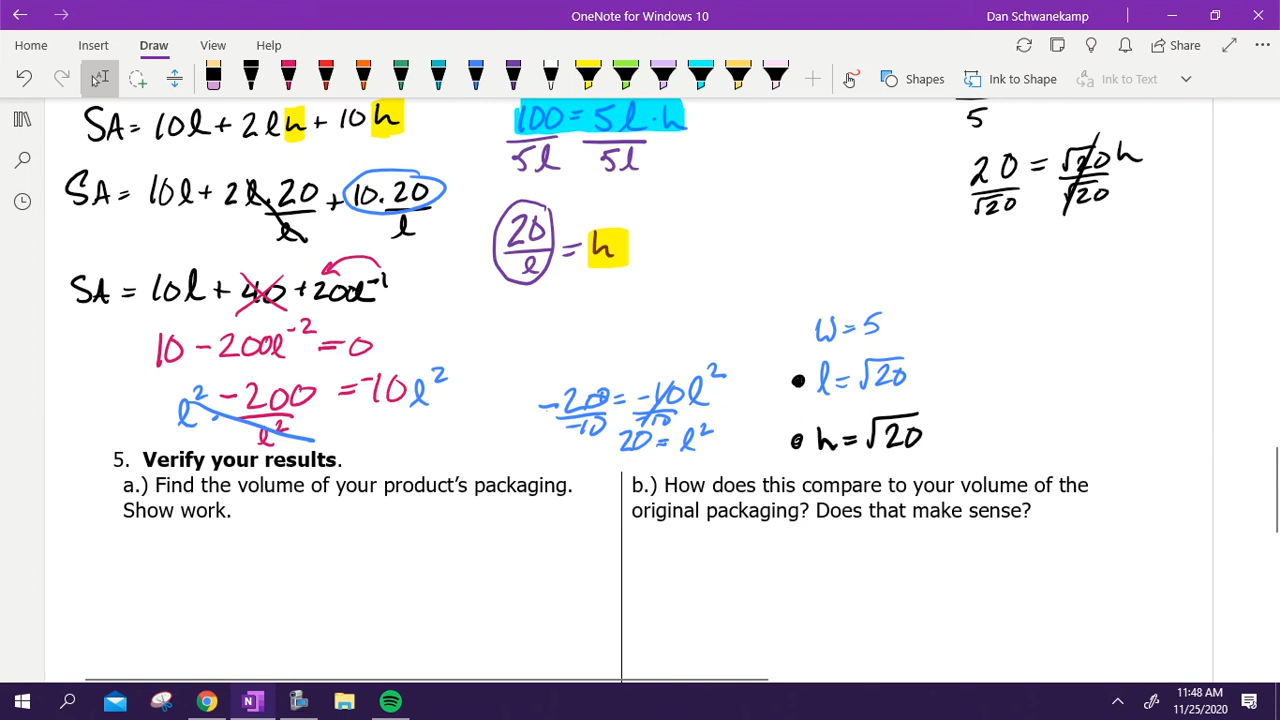 OneNote for Windows 10
Dan Schwanekamp
Home Insert Draw View Help
Share
Shapes
Ink to Shape
Ink to Text
SA = 10l + 2lh + 10h
SA = 10l + 2l · 20/l + 10 · 20/l
SA = 10l + 40 + 200l⁻¹
10 - 200l⁻² = 0
l² -200/l² = -10l²
100 = 5l·h
5l 5l
20/l = h
-200 = -10l²
-10 -10
20 = l²
5
20 = √20h
√20 √20
W = 5
• l = √20
• h = √20
5. Verify your results.
a.) Find the volume of your product's packaging.
Show work.
b.) How does this compare to your volume of the
original packaging? Does that make sense?
11:48 AM
11/25/2020